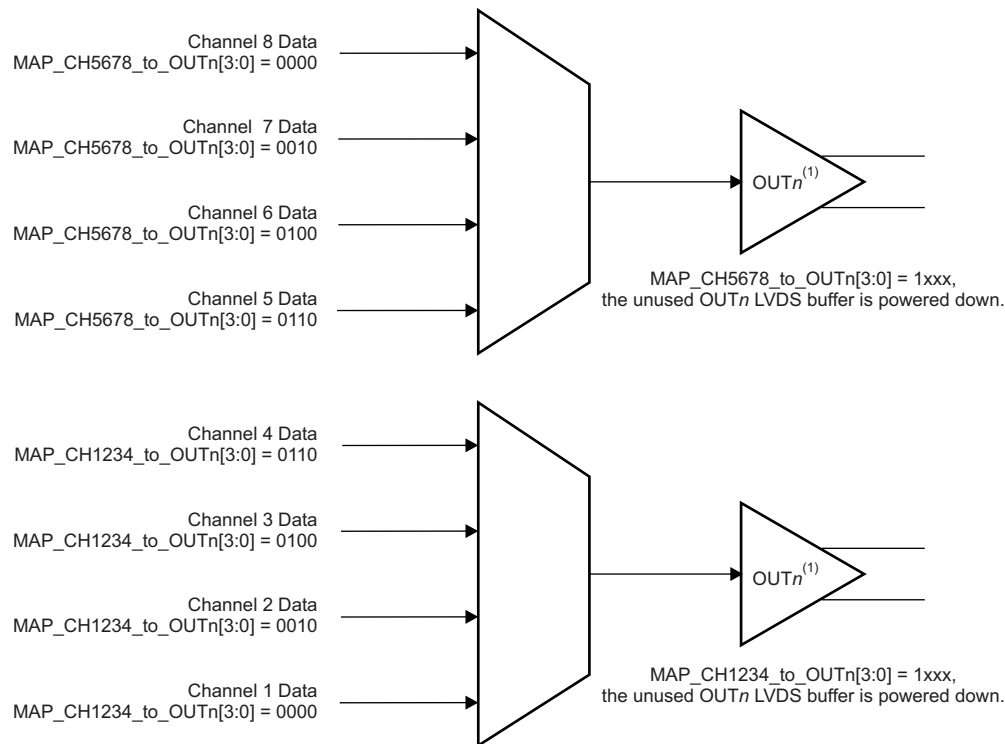 Channel 8 Data
MAP_CH5678_to_OUTn[3:0] = 0000
Channel 7 Data
MAP_CH5678_to_OUTn[3:0] = 0010
Channel 6 Data
MAP_CH5678_to_OUTn[3:0] = 0100
Channel 5 Data
MAP_CH5678_to_OUTn[3:0] = 0110
OUTn(1)
MAP_CH5678_to_OUTn[3:0] = 1xxx,
the unused OUTn LVDS buffer is powered down.
Channel 4 Data
MAP_CH1234_to_OUTn[3:0] = 0110
Channel 3 Data
MAP_CH1234_to_OUTn[3:0] = 0100
Channel 2 Data
MAP_CH1234_to_OUTn[3:0] = 0010
Channel 1 Data
MAP_CH1234_to_OUTn[3:0] = 0000
OUTn(1)
MAP_CH1234_to_OUTn[3:0] = 1xxx,
the unused OUTn LVDS buffer is powered down.